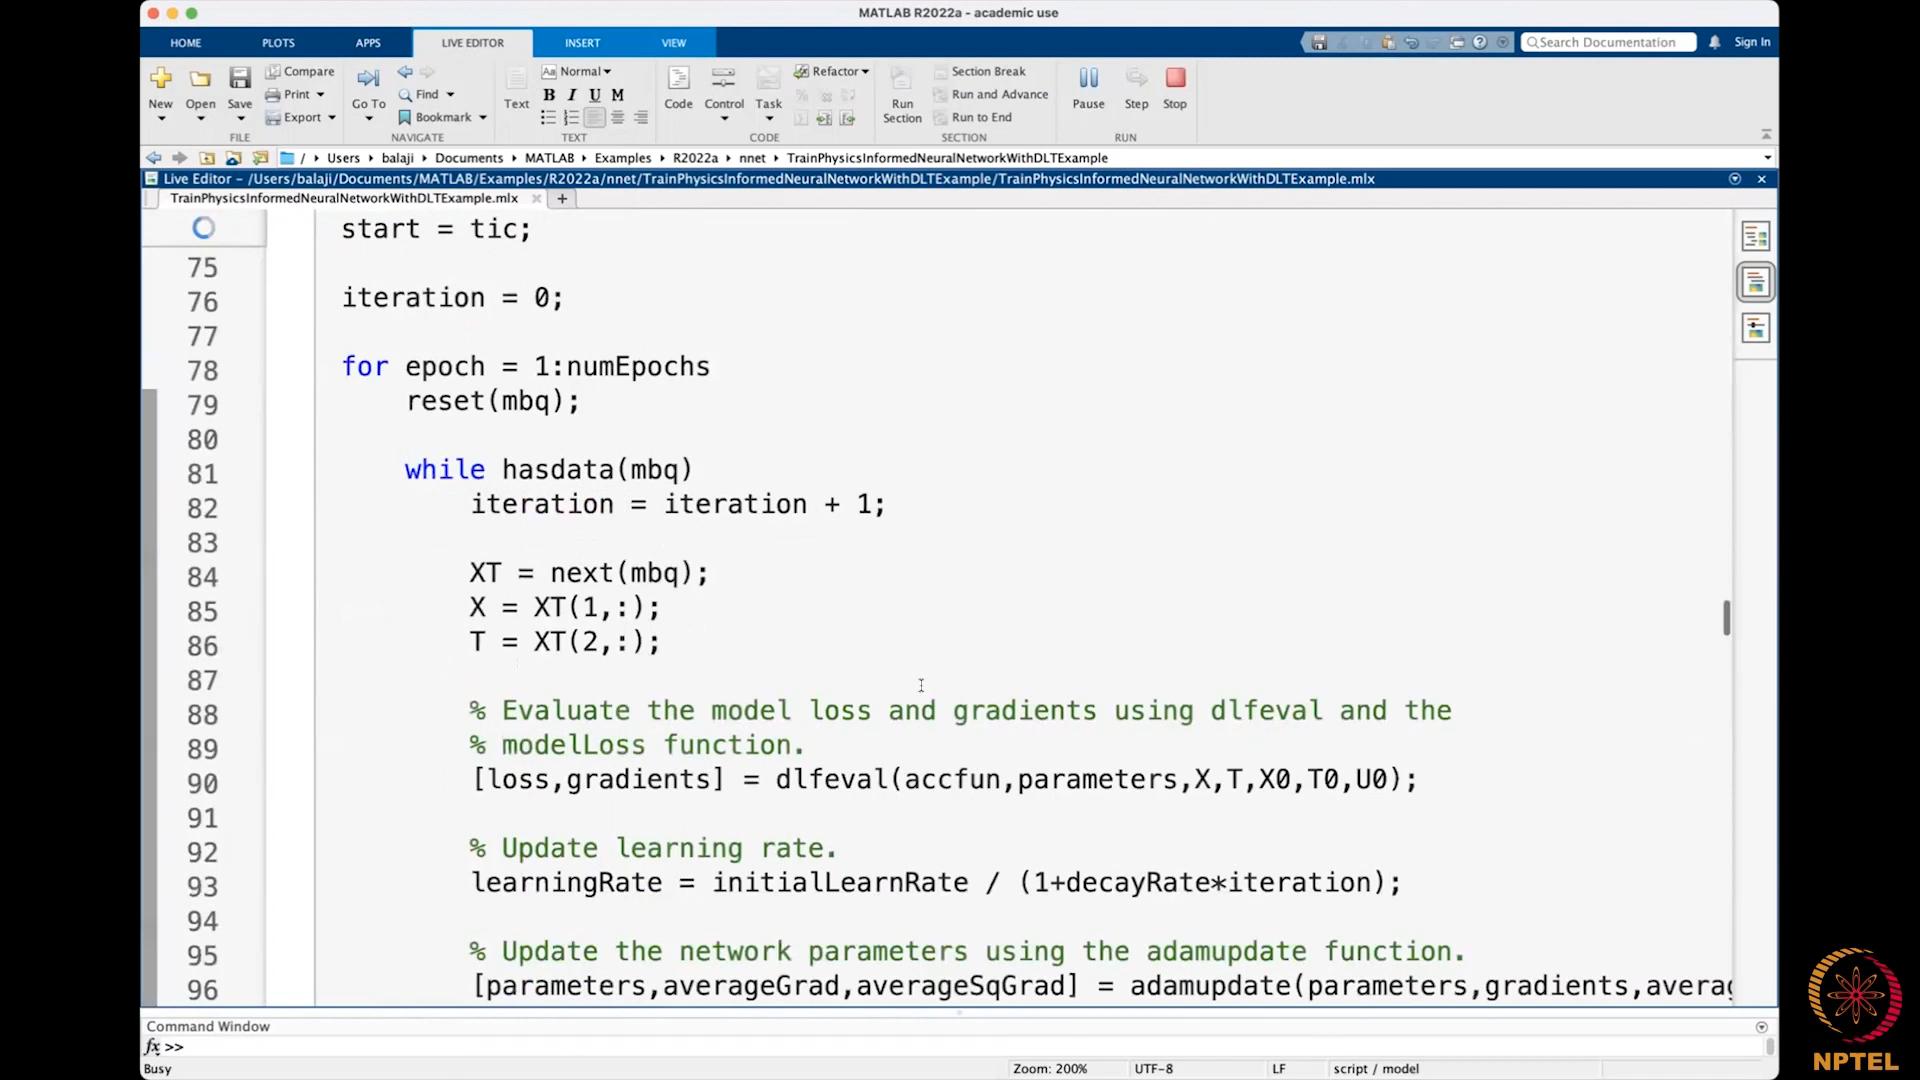 MATLAB R2022a - academic use
HOME PLOTS APPS LIVE EDITOR INSERT VIEW Search Documentation Sign In
New Open Save Compare Print Export Go To Find Bookmark Text Normal B I U M Code Control Task Refactor Run Section Section Break Run and Advance Run to End Pause Step Stop
FILE NAVIGATE TEXT CODE SECTION RUN
/ Users balaji Documents MATLAB Examples R2022a nnet TrainPhysicsInformedNeuralNetworkWithDLTExample
Live Editor - /Users/balaji/Documents/MATLAB/Examples/R2022a/nnet/TrainPhysicsInformedNeuralNetworkWithDLTExample/TrainPhysicsInformedNeuralNetworkWithDLTExample.mlx
TrainPhysicsInformedNeuralNetworkWithDLTExample.mlx × +
start = tic;
75
76 iteration = 0;
77
78 for epoch = 1:numEpochs
79 reset(mbq);
80
81 while hasdata(mbq)
82 iteration = iteration + 1;
83
84 XT = next(mbq);
85 X = XT(1,:);
86 T = XT(2,:);
87
88 % Evaluate the model loss and gradients using dlfeval and the
89 % modelLoss function.
90 [loss,gradients] = dlfeval(accfun,parameters,X,T,X0,T0,U0);
91
92 % Update learning rate.
93 learningRate = initialLearnRate / (1+decayRate*iteration);
94
95 % Update the network parameters using the adamupdate function.
96 [parameters,averageGrad,averageSqGrad] = adamupdate(parameters,gradients,averag
Command Window
fx >>
Busy Zoom: 200% UTF-8 LF script / model
NPTEL